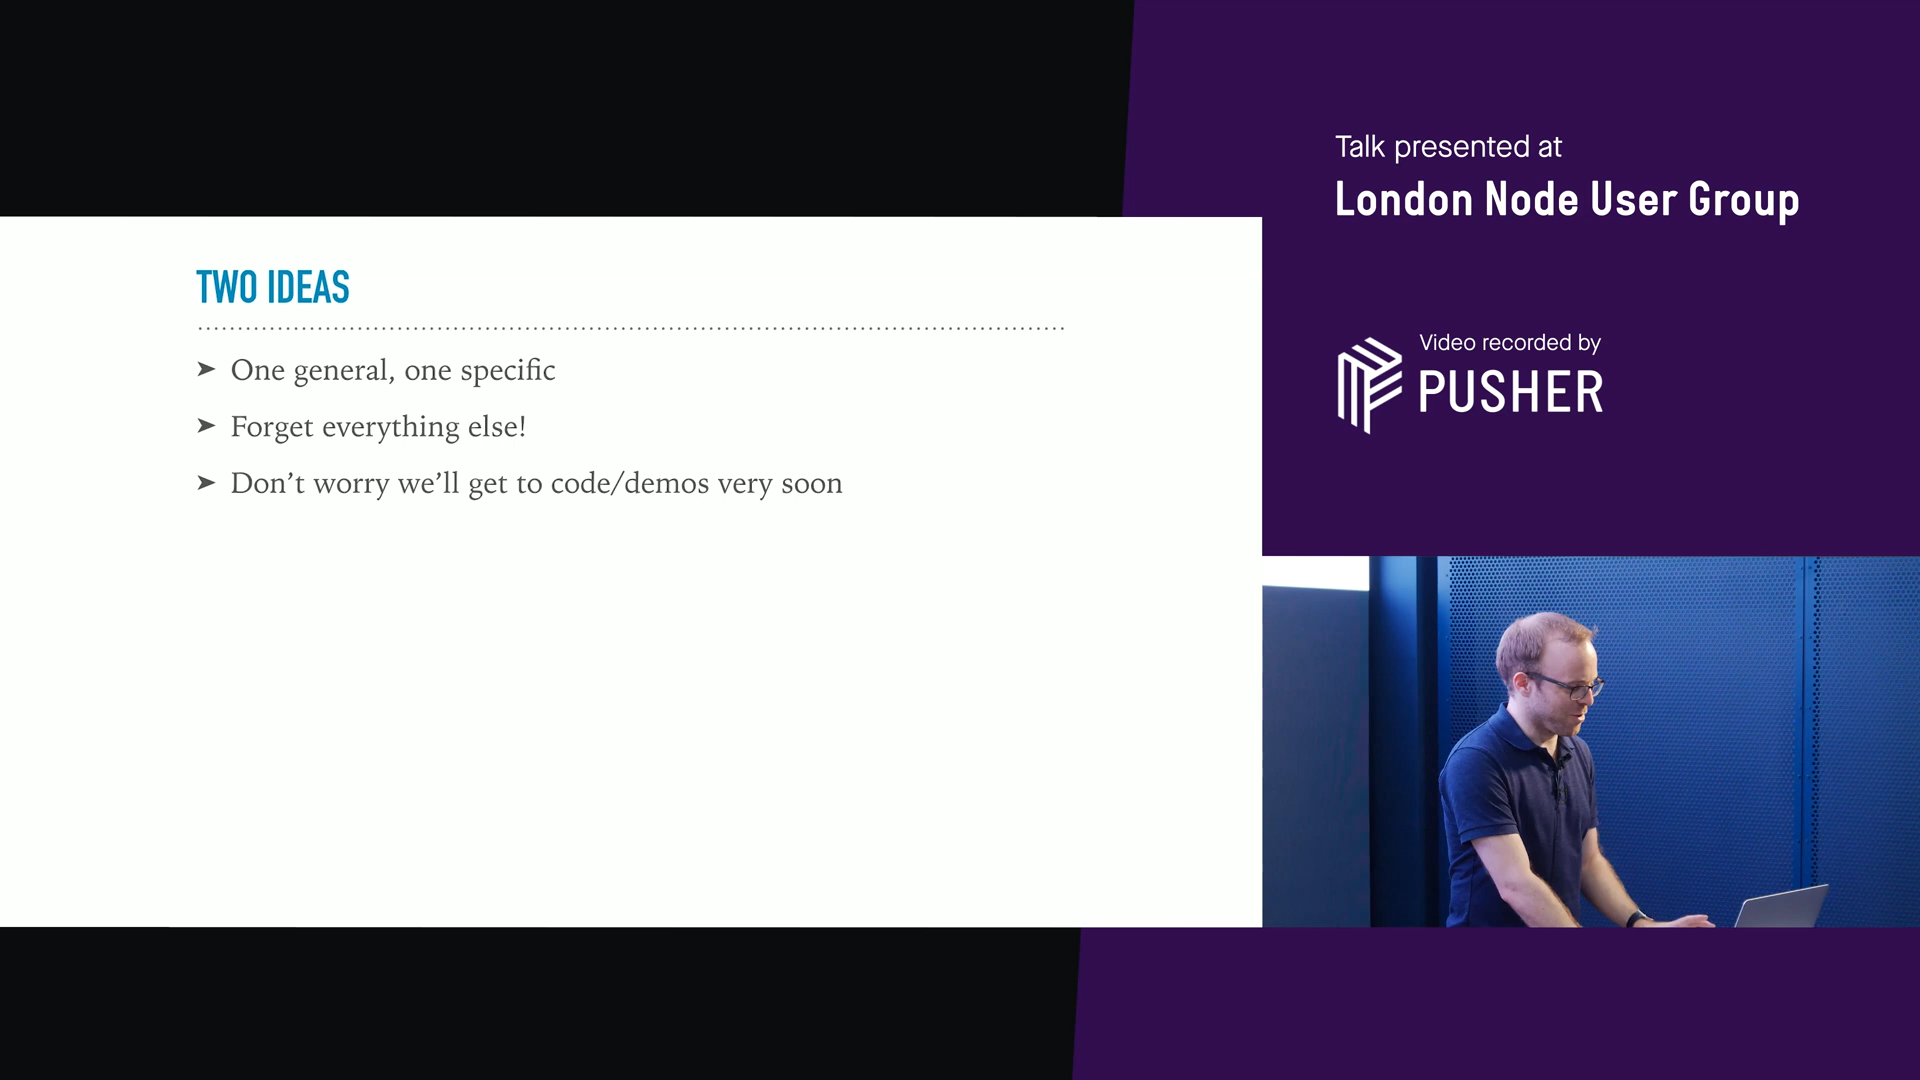 TWO IDEAS
➤ One general, one specific
➤ Forget everything else!
➤ Don’t worry we’ll get to code/demos very soon
Talk presented at
London Node User Group
Video recorded by
PUSHER